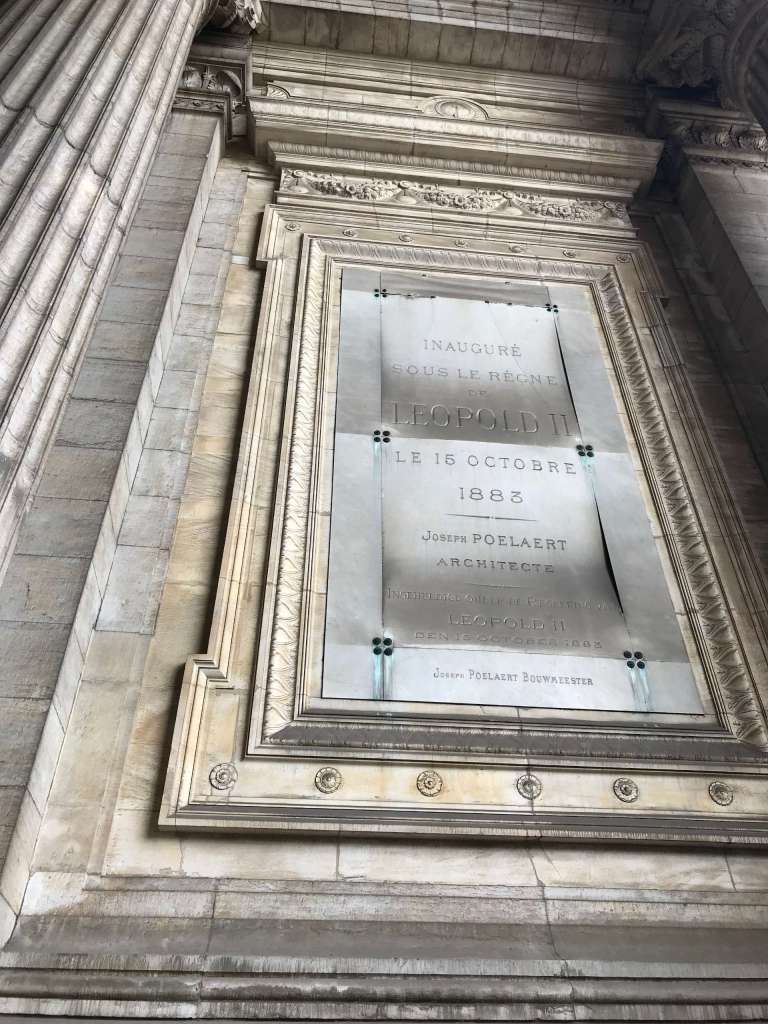 INAUGURÉ
SOUS LE RÈGNE
DE
LEOPOLD II
LE 15 OCTOBRE
1883
JOSEPH POELAERT
ARCHITECTE
LEOPOLD II
DEN 15 OCTOBER 1883
JOSEPH POELAERT BOUWMEESTER